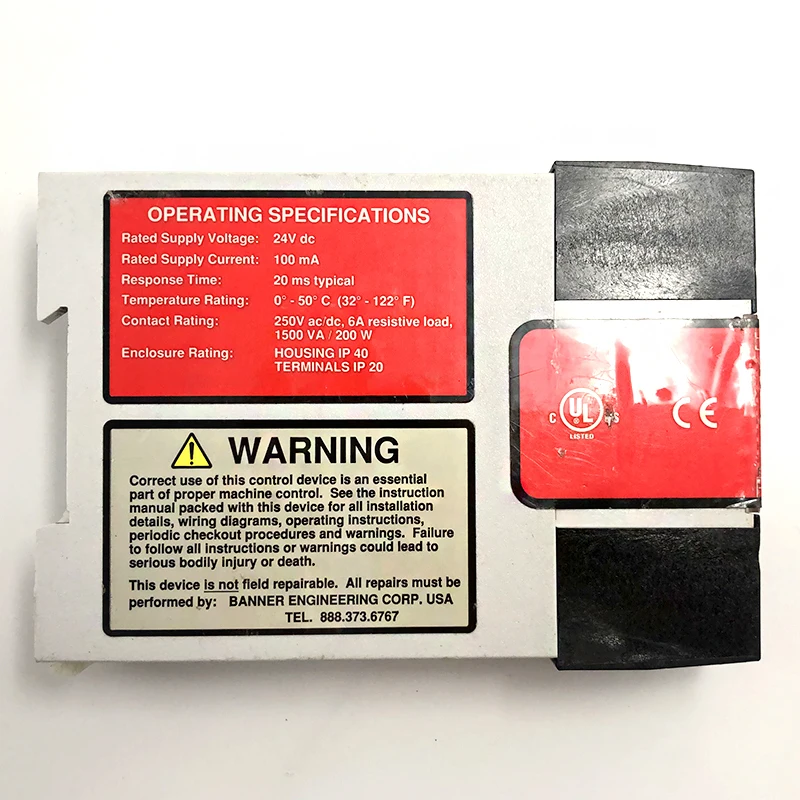 OPERATING SPECIFICATIONS
Rated Supply Voltage: 24V dc
Rated Supply Current: 100 mA
Response Time: 20 ms typical
Temperature Rating: 0° - 50° C (32° - 122° F)
Contact Rating: 250V ac/dc, 6A resistive load,
1500 VA / 200 W
Enclosure Rating: HOUSING IP 40
TERMINALS IP 20
WARNING
Correct use of this control device is an essential
part of proper machine control. See the instruction
manual packed with this device for all installation
details, wiring diagrams, operating instructions,
periodic checkout procedures and warnings. Failure
to follow all instructions or warnings could lead to
serious bodily injury or death.
This device is not field repairable. All repairs must be
performed by: BANNER ENGINEERING CORP. USA
TEL. 888.373.6767
C UL US
LISTED
CE